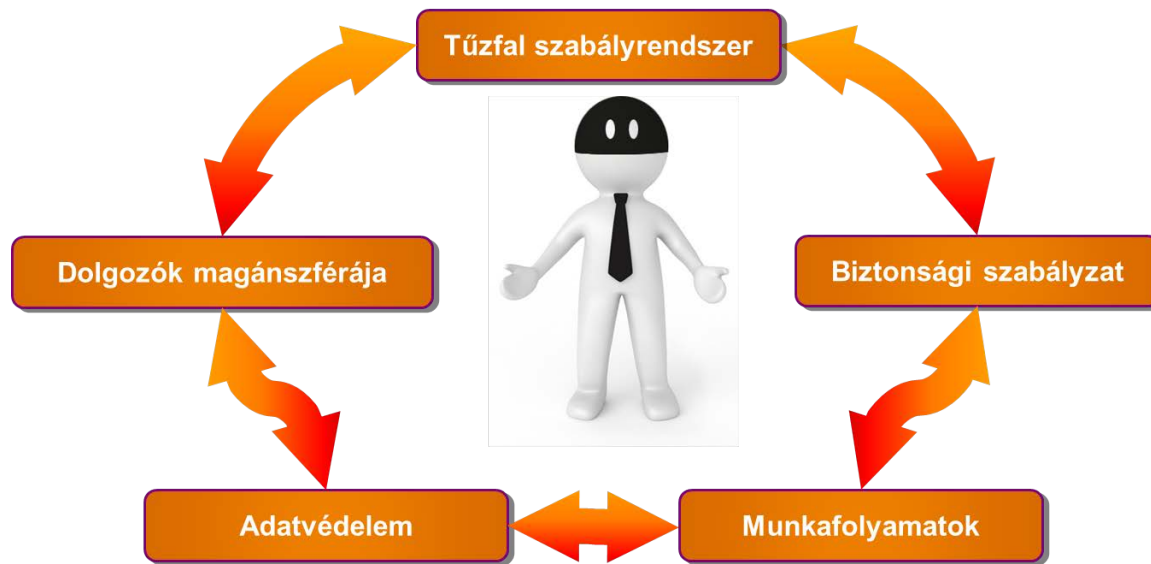 Tűzfal szabályrendszer
Dolgozók magánszférája
Biztonsági szabályzat
Adatvédelem
Munkafolyamatok